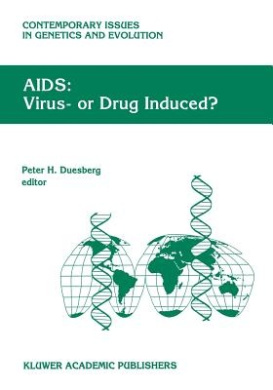 CONTEMPORARY ISSUES
IN GENETICS AND EVOLUTION
AIDS:
Virus- or Drug Induced?
Peter H. Duesberg
editor
KLUWER ACADEMIC PUBLISHERS